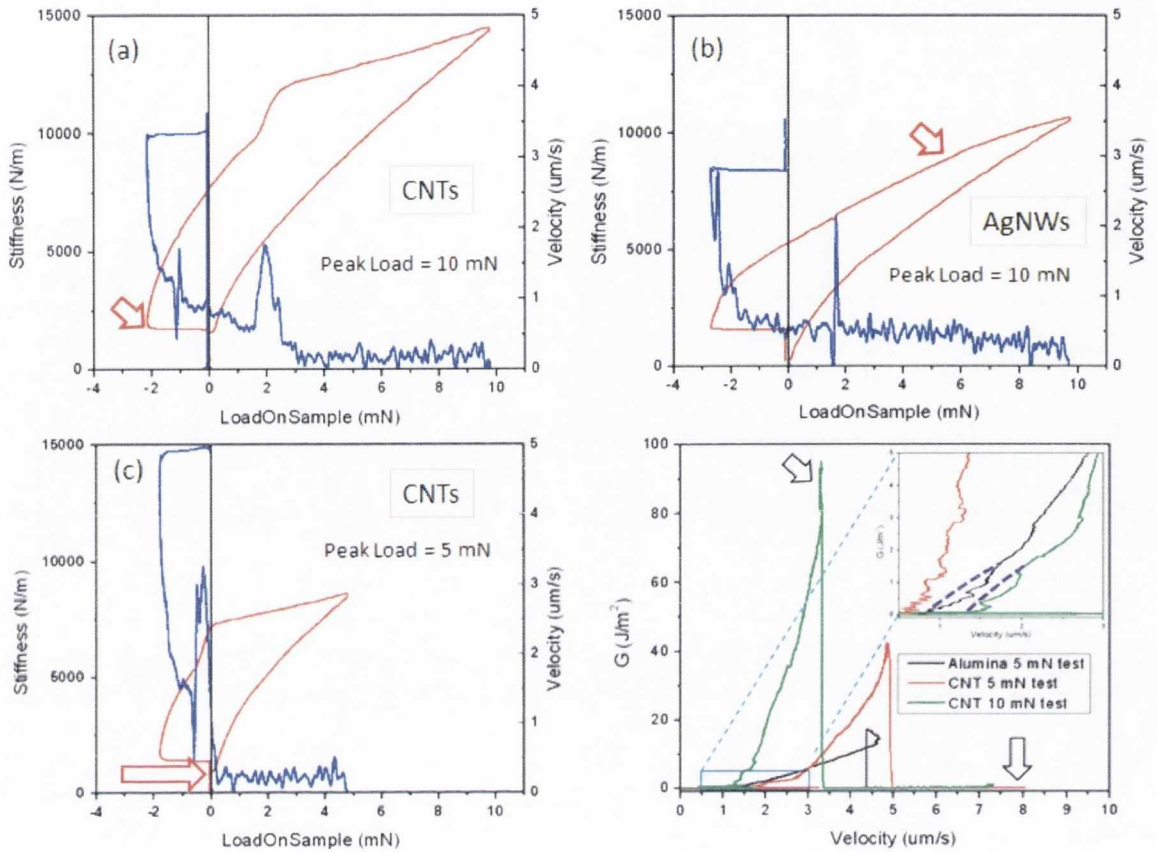 (a)
CNTs
Peak Load = 10 mN
Stiffness (N/m)
0
5000
10000
15000
Velocity (um/s)
0
1
2
3
4
5
-4
-2
0
2
4
6
8
10
LoadOnSample (mN)
(b)
AgNWs
Peak Load = 10 mN
Stiffness (N/m)
0
5000
10000
15000
Velocity (um/s)
0
1
2
3
4
5
-4
-2
0
2
4
6
8
10
LoadOnSample (mN)
(c)
CNTs
Peak Load = 5 mN
Stiffness (N/m)
0
5000
10000
15000
Velocity (um/s)
0
1
2
3
4
5
-4
-2
0
2
4
6
8
10
LoadOnSample (mN)
G (J/m²)
0
20
40
60
80
100
G (J/m²)
Velocity (um/s)
Alumina 5 mN test
CNT 5 mN test
CNT 10 mN test
0
1
2
3
4
5
6
7
8
9
10
Velocity (um/s)